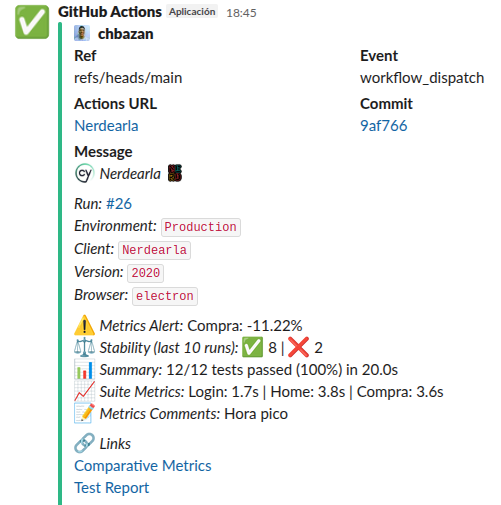 GitHub Actions Aplicación 18:45
chbazan
Ref Event
refs/heads/main workflow_dispatch
Actions URL Commit
Nerdearla 9af766
Message
cy Nerdearla
Run: #26
Environment: Production
Client: Nerdearla
Version: 2020
Browser: electron
Metrics Alert: Compra: -11.22%
Stability (last 10 runs): ✅ 8 | ❌ 2
Summary: 12/12 tests passed (100%) in 20.0s
Suite Metrics: Login: 1.7s | Home: 3.8s | Compra: 3.6s
Metrics Comments: Hora pico
Links
Comparative Metrics
Test Report